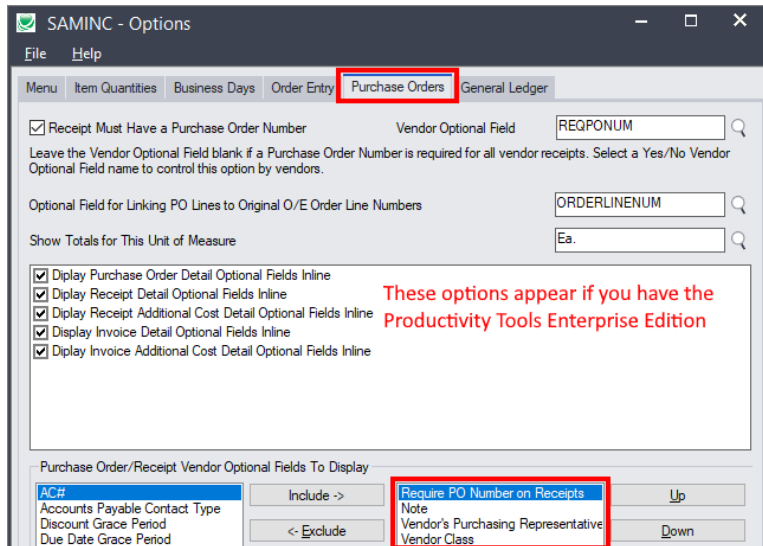 SAMINC - Options
File Help
Menu Item Quantities Business Days Order Entry Purchase Orders General Ledger
Receipt Must Have a Purchase Order Number Vendor Optional Field REQPONUM
Leave the Vendor Optional Field blank if a Purchase Order Number is required for all vendor receipts. Select a Yes/No Vendor
Optional Field name to control this option by vendors.
Optional Field for Linking PO Lines to Original O/E Order Line Numbers ORDERLINENUM
Show Totals for This Unit of Measure Ea.
Diplay Purchase Order Detail Optional Fields Inline
Diplay Receipt Detail Optional Fields Inline
Diplay Receipt Additional Cost Detail Optional Fields Inline
Display Invoice Detail Optional Fields Inline
Diplay Invoice Additional Cost Detail Optional Fields Inline
These options appear if you have the
Productivity Tools Enterprise Edition
Purchase Order/Receipt Vendor Optional Fields To Display
AC#
Accounts Payable Contact Type
Discount Grace Period
Due Date Grace Period
Include ->
<- Exclude
Require PO Number on Receipts
Note
Vendor's Purchasing Representative
Vendor Class
Up
Down